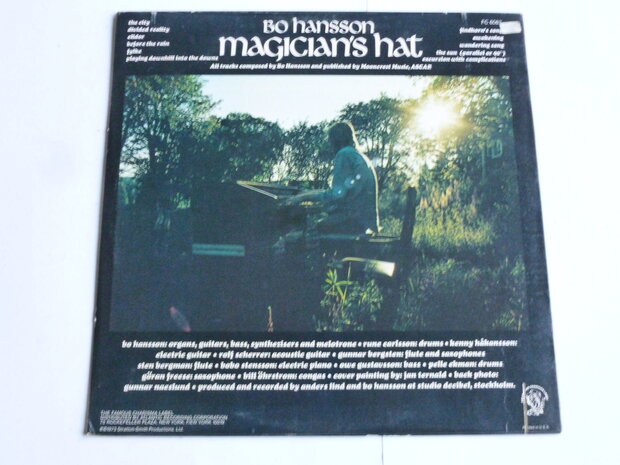 BO HANSSON
MAGICIAN'S HAT
the city
divided reality
elidor
before the rain
fylke
playing downhill into the downs
findhorn's song
awakening
wandering song
the sun (parallel or 90°)
excursion with complications
All tracks composed by Bo Hansson and published by Mooncrest Music, ASCAP
bo hansson: organs, guitars, bass, synthesisers and melotrone • rune carlsson: drums • kenny håkansson:
electric guitar • rolf scherrer: acoustic guitar • gunnar bergsten: flute and saxophones
sten bergman: flute • bobo stensson: electric piano • owe gustavsson: bass • pelle ekman: drums
göran freese: saxophone • bill öhrstrom: congas • cover painting by: jan ternald • back photo:
gunnar naeslund • produced and recorded by anders lind and bo hansson at studio decibel, stockholm.
THE FAMOUS CHARISMA LABEL
DISTRIBUTED BY ATLANTIC RECORDING CORPORATION
75 ROCKEFELLER PLAZA, NEW YORK, NEW YORK 10019